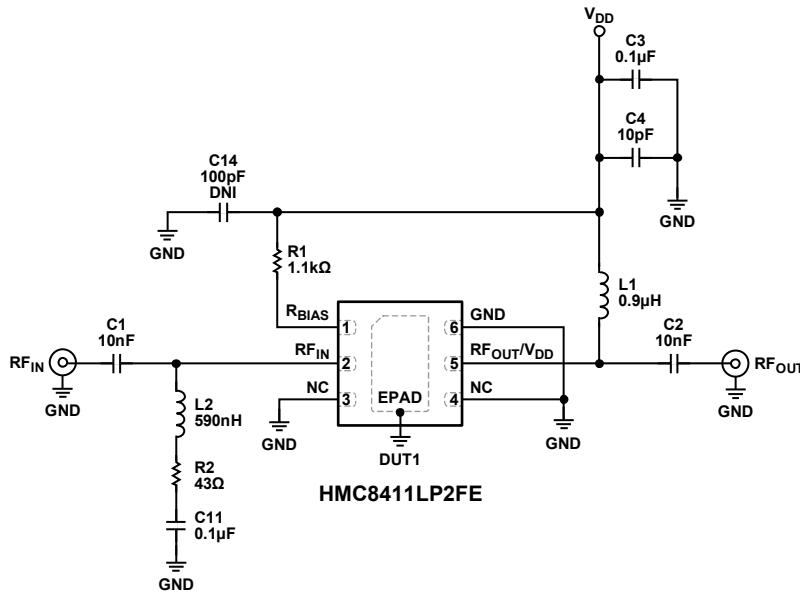 VDD
C3
0.1µF
C4
10pF
GND
C14
100pF
DNI
GND
R1
1.1kΩ
L1
0.9µH
RBIAS
1
6
GND
C1
10nF
RFIN
GND
RFIN
2
5
RFOUT/VDD
C2
10nF
RFOUT
GND
NC
3
EPAD
4
NC
GND
GND
DUT1
L2
590nH
R2
43Ω
C11
0.1µF
GND
HMC8411LP2FE